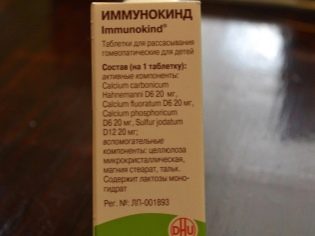 ИММУНОКИНД
Immunokind®
Таблетки для рассасывания
гомеопатические для детей
Состав (на 1 таблетку):
активные компоненты:
Calcium carbonicum
Hahnemanni D6 20 мг,
Calcium fluoratum D6 20 мг,
Calcium phosphoricum
D6 20 мг, Sulfur jodatum
D12 20 мг;
вспомогательные
компоненты: целлюлоза
микрокристаллическая,
магния стеарат, тальк.
Содержит лактозы моно-
гидрат
Рег. №: ЛП-001893
DHU